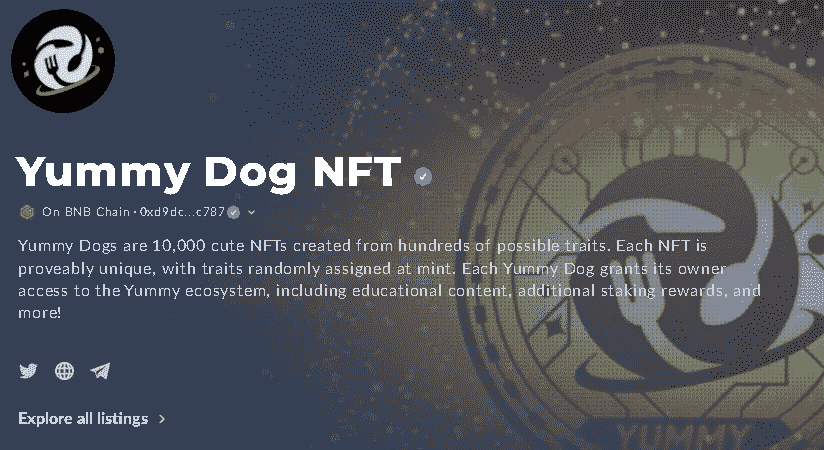 Yummy Dog NFT
On BNB Chain · 0xd9dc...c787
Yummy Dogs are 10,000 cute NFTs created from hundreds of possible traits. Each NFT is
proveably unique, with traits randomly assigned at mint. Each Yummy Dog grants its owner
access to the Yummy ecosystem, including educational content, additional staking rewards, and
more!
Explore all listings
YUMMY